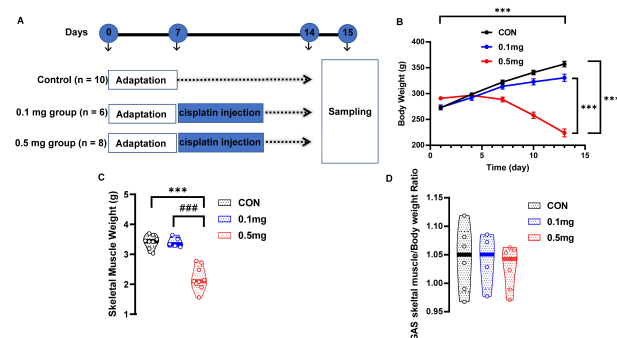 A
Days
0
7
14
15
Control (n = 10)
Adaptation
0.1 mg group (n = 6)
Adaptation
cisplatin injection
0.5 mg group (n = 8)
Adaptation
cisplatin injection
Sampling
B
***
CON
0.1mg
0.5mg
Body Weight (g)
400
350
300
250
200
0
5
10
15
Time (day)
***
C
***
###
CON
0.1mg
0.5mg
Skeletal Muscle Weight (g)
5
4
3
2
1
D
CON
0.1mg
0.5mg
GAS skeltal muscle/Body weight Ratio
1.15
1.10
1.05
1.00
0.95